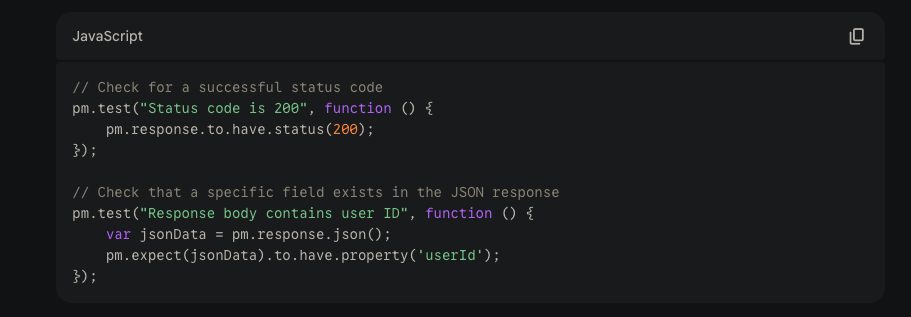 JavaScript
// Check for a successful status code
pm.test("Status code is 200", function () {
    pm.response.to.have.status(200);
});
// Check that a specific field exists in the JSON response
pm.test("Response body contains user ID", function () {
    var jsonData = pm.response.json();
    pm.expect(jsonData).to.have.property('userId');
});